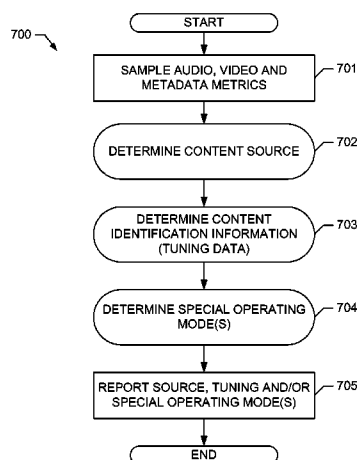 START
700
SAMPLE AUDIO, VIDEO AND
METADATA METRICS
701
DETERMINE CONTENT SOURCE
702
DETERMINE CONTENT
IDENTIFICATION INFORMATION
(TUNING DATA)
703
DETERMINE SPECIAL OPERATING
MODE(S)
704
REPORT SOURCE, TUNING AND/OR
SPECIAL OPERATING MODE(S)
705
END